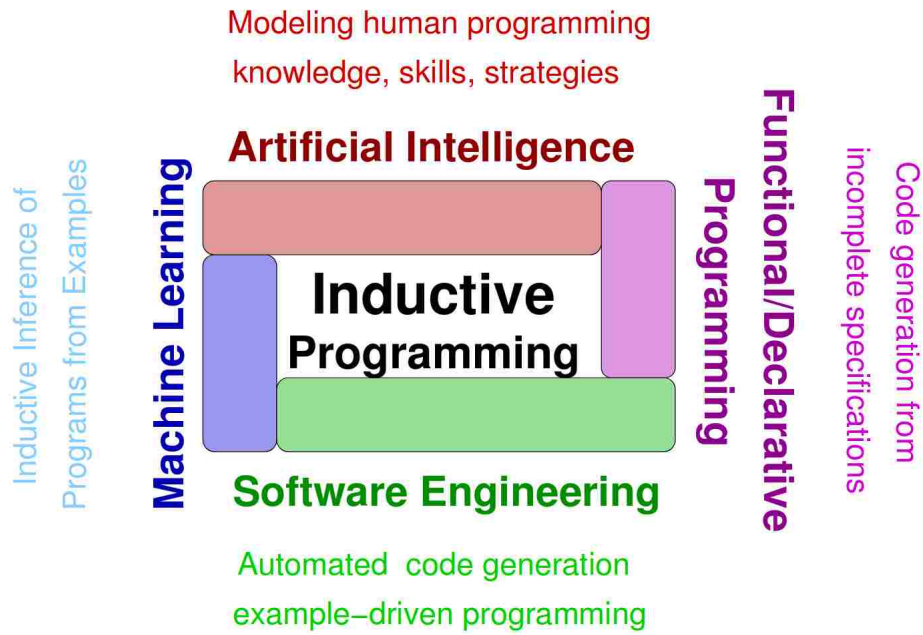 Modeling human programming
knowledge, skills, strategies
Artificial Intelligence
Inductive Inference of
Programs from Examples
Machine Learning
Inductive
Programming
Functional/Declarative
Programming
Code generation from
incomplete specifications
Software Engineering
Automated code generation
example−driven programming